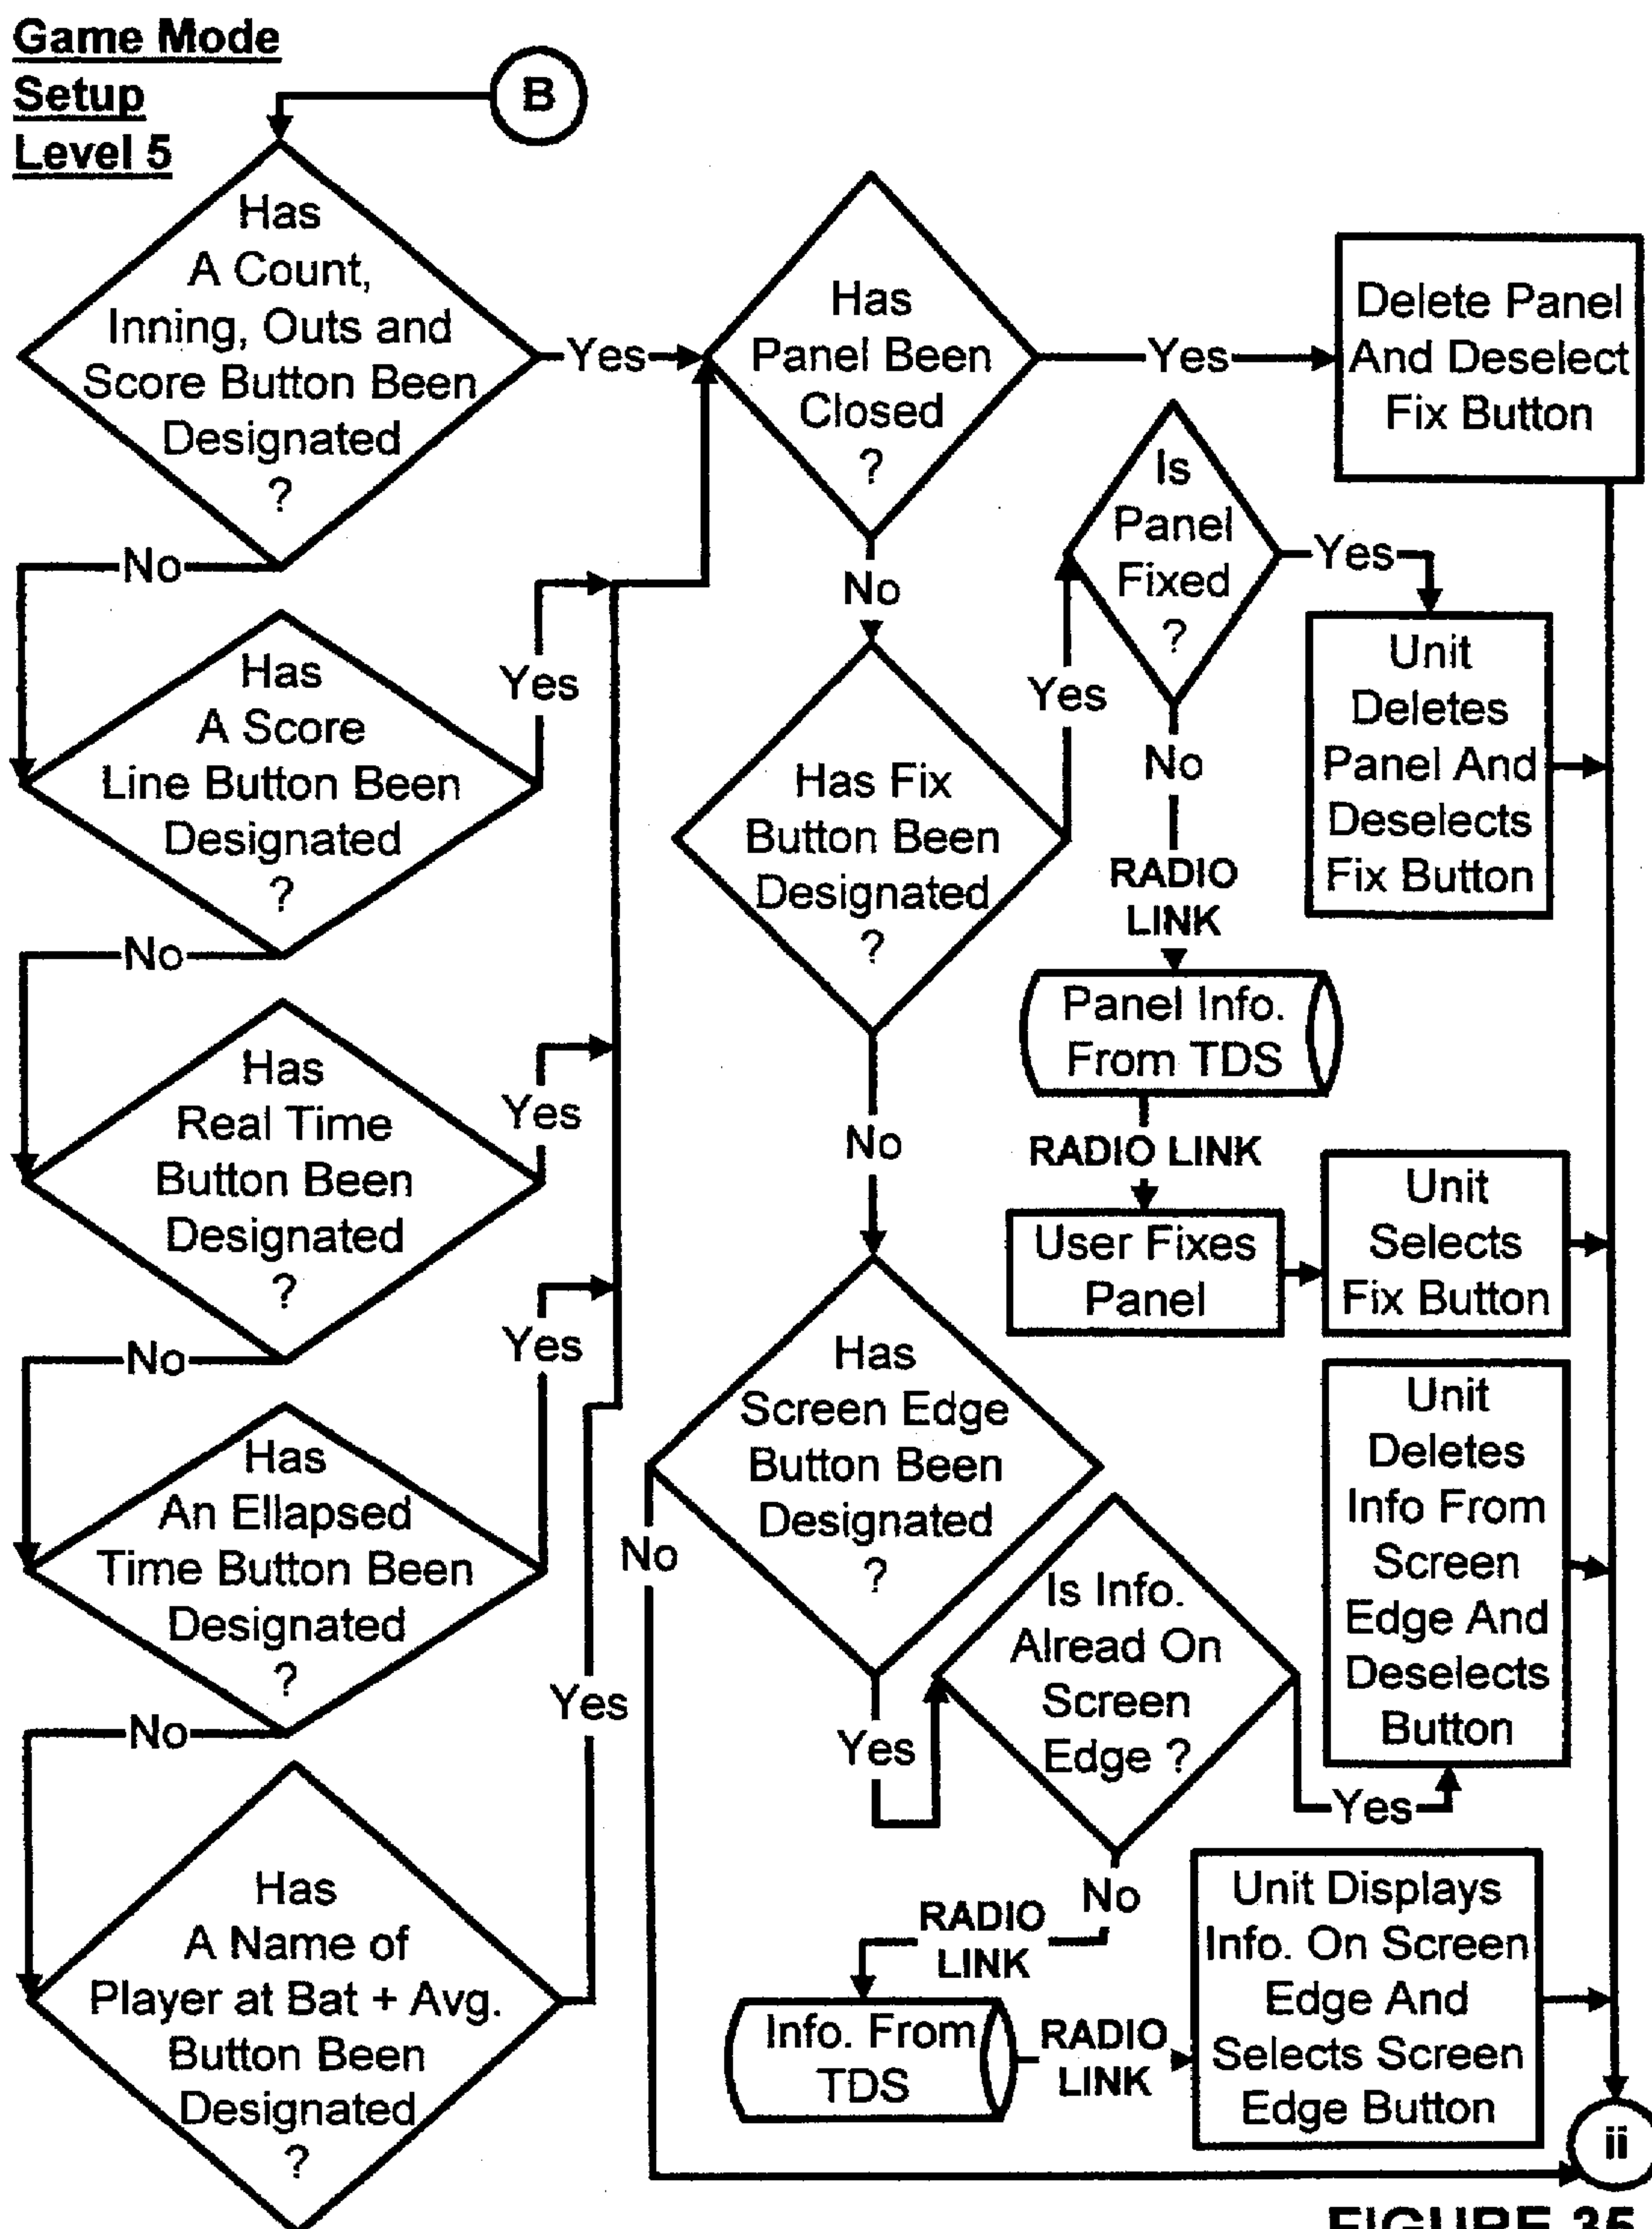 Game Mode
Setup
Level 5
B
Has
A Count,
Inning, Outs and
Score Button Been
Designated
?
Yes
No
Has
A Score
Line Button Been
Designated
?
Yes
No
Has
Real Time
Button Been
Designated
?
Yes
No
Has
An Ellapsed
Time Button Been
Designated
?
Yes
No
Has
A Name of
Player at Bat + Avg.
Button Been
Designated
?
Yes
Has
Panel Been
Closed
?
Yes
Delete Panel
And Deselect
Fix Button
No
Has Fix
Button Been
Designated
?
Yes
Is
Panel
Fixed
?
Yes
Unit
Deletes
Panel And
Deselects
Fix Button
No
RADIO
LINK
Panel Info.
From TDS
RADIO LINK
User Fixes
Panel
Unit
Selects
Fix Button
No
Has
Screen Edge
Button Been
Designated
?
No
Yes
Is Info.
Alread On
Screen
Edge ?
Yes
Unit
Deletes
Info From
Screen
Edge And
Deselects
Button
No
RADIO
LINK
Info. From
TDS
RADIO
LINK
Unit Displays
Info. On Screen
Edge And
Selects Screen
Edge Button
ii
FIGURE 35